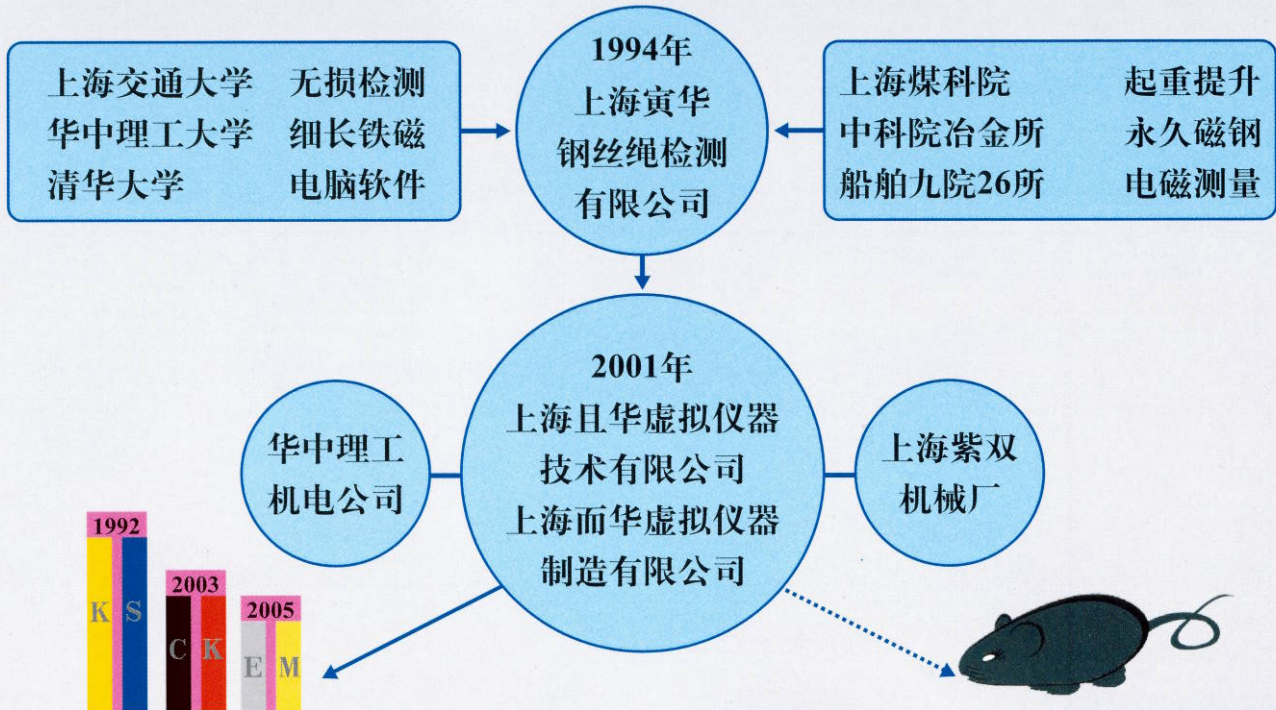 上海交通大学 无损检测
华中理工大学 细长铁磁
清华大学 电脑软件
1994年
上海寅华
钢丝绳检测
有限公司
上海煤科院 起重提升
中科院冶金所 永久磁钢
船舶九院26所 电磁测量
华中理工
机电公司
2001年
上海且华虚拟仪器
技术有限公司
上海而华虚拟仪器
制造有限公司
上海紫双
机械厂
1992
K S
2003
C K
2005
E M